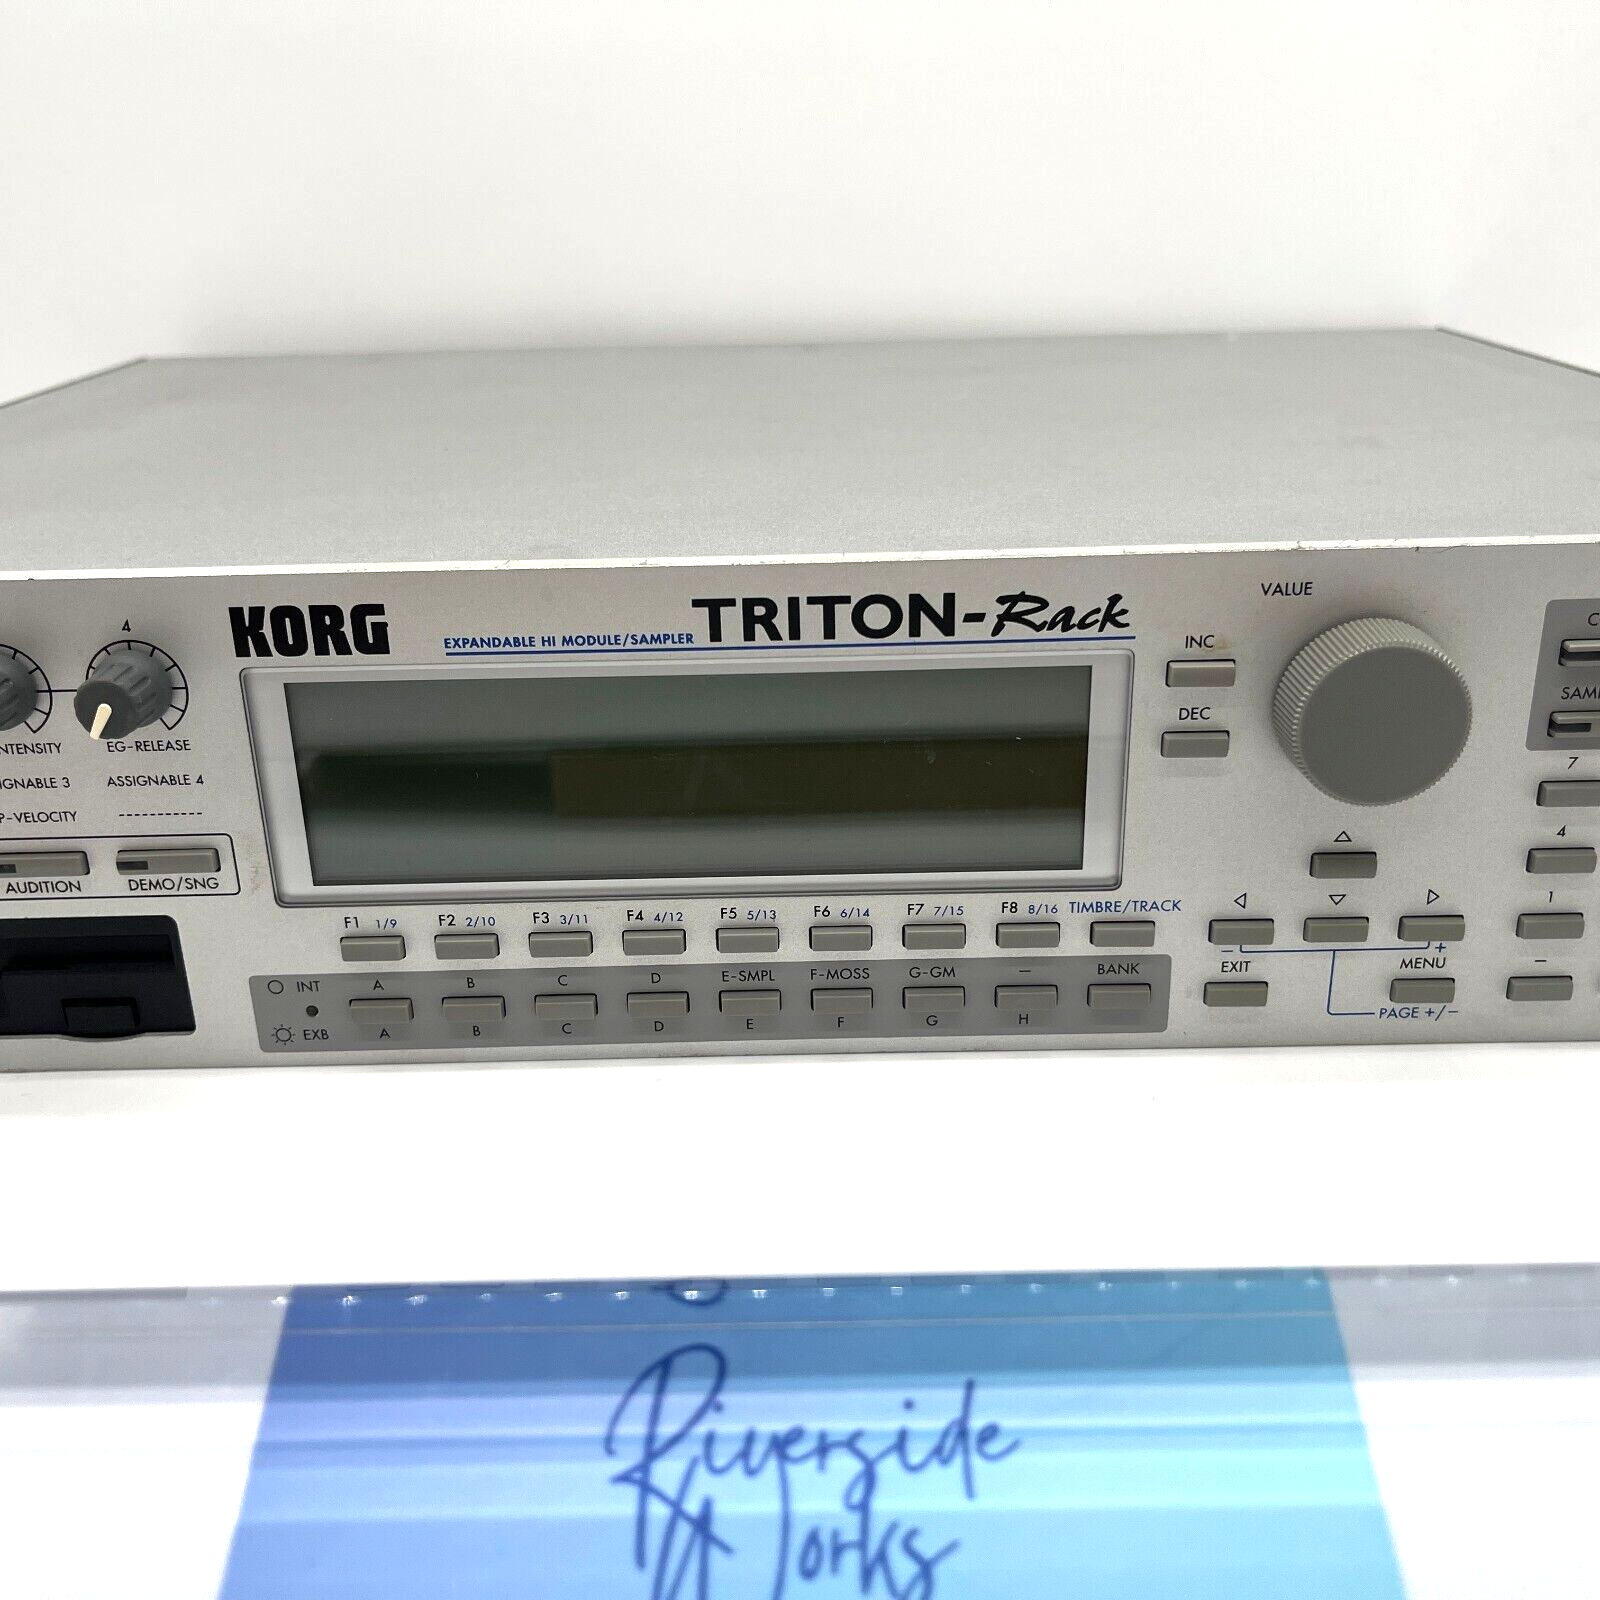 VALUE
4
KORG
EXPANDABLE HI MODULE/SAMPLER TRITON-Rack
INC
DEC
EG-RELEASE
ASSIGNABLE 3
ASSIGNABLE 4
P-VELOCITY
------------
AUDITION
DEMO/SNG
7
4
1
F1 1/9 F2 2/10 F3 3/11 F4 4/12 F5 5/13 F6 6/14 F7 7/15 F8 8/16 TIMBRE/TRACK
INT A B C D E-SMPL F-MOSS G-GM — BANK
EXB A B C D E F G H
- +
EXIT
MENU
PAGE +/−
−
Riverside
Works